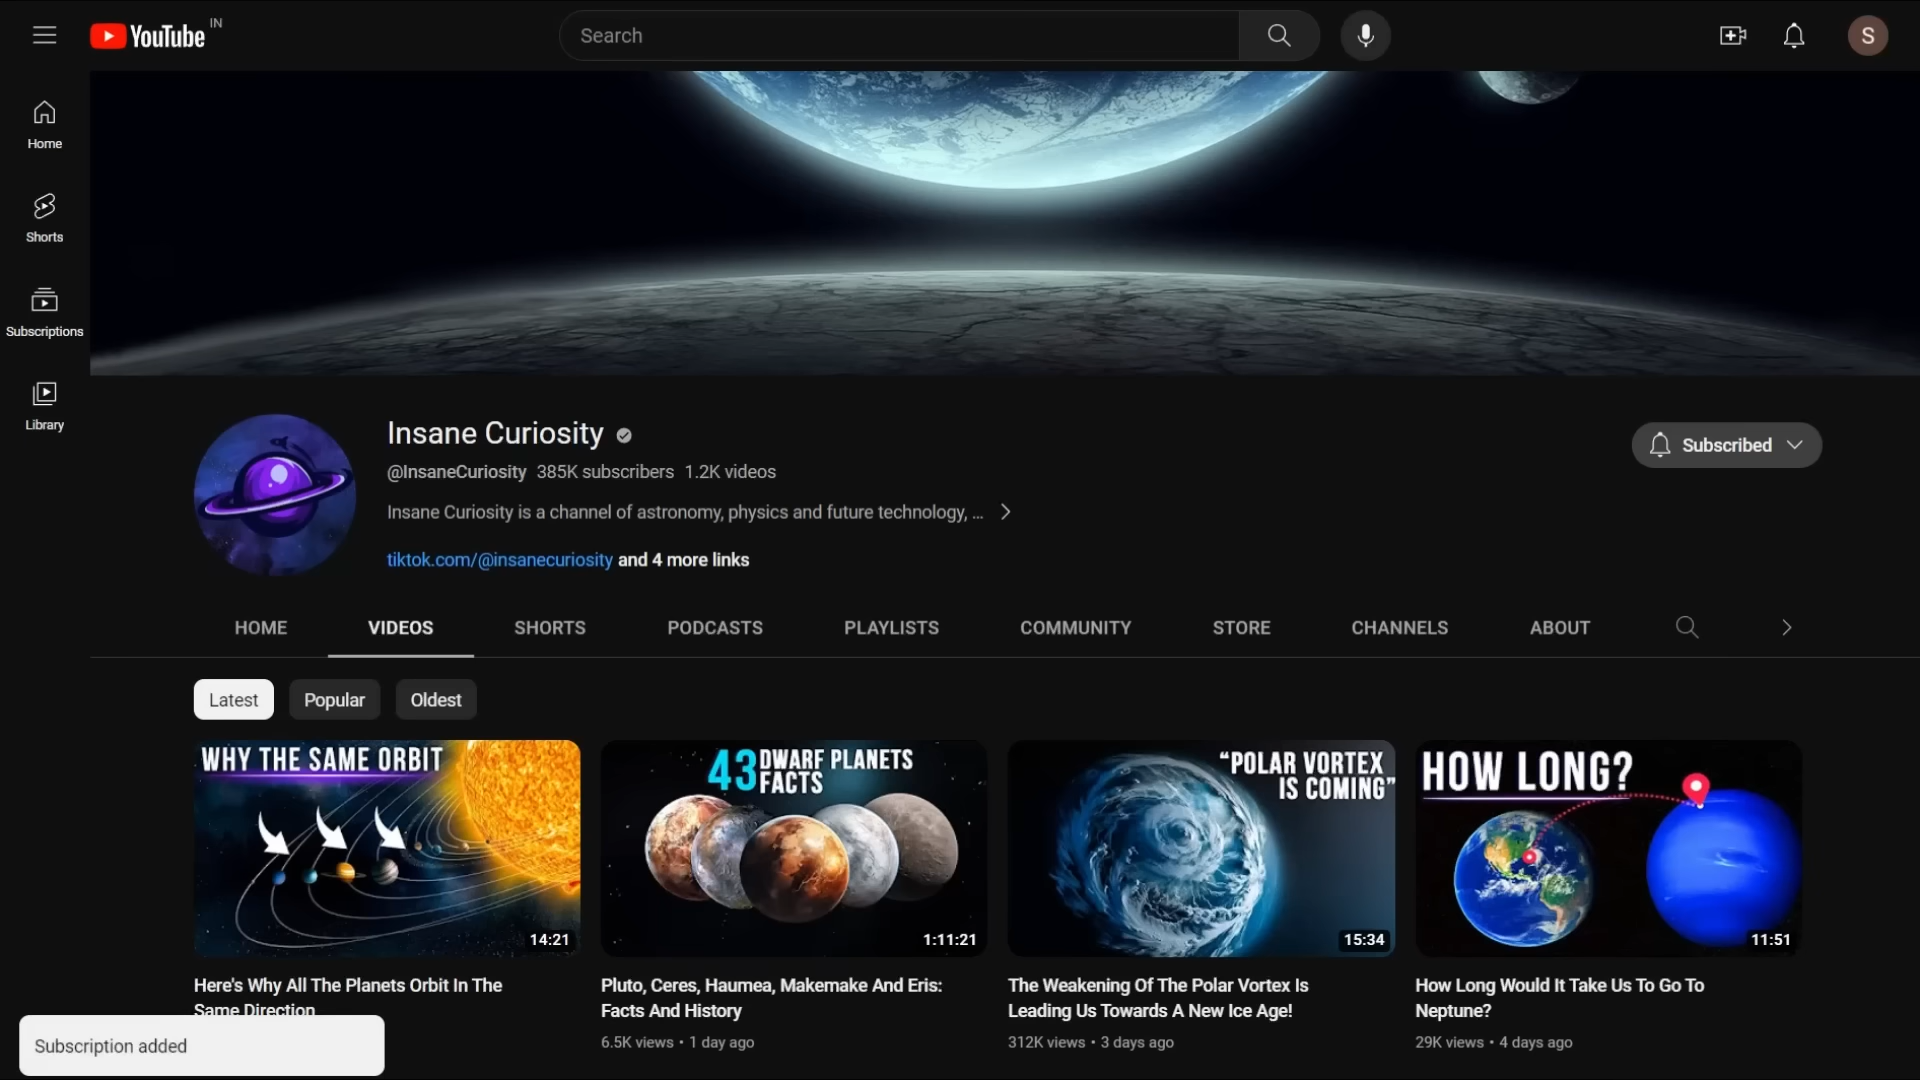 YouTube IN
Search
S
Home
Shorts
Subscriptions
Library
Insane Curiosity
@InsaneCuriosity 385K subscribers 1.2K videos
Insane Curiosity is a channel of astronomy, physics and future technology, ...
tiktok.com/@insanecuriosity and 4 more links
Subscribed
HOME VIDEOS SHORTS PODCASTS PLAYLISTS COMMUNITY STORE CHANNELS ABOUT
Latest Popular Oldest
WHY THE SAME ORBIT
14:21
Here's Why All The Planets Orbit In The
Same Direction
43 DWARF PLANETS
FACTS
1:11:21
Pluto, Ceres, Haumea, Makemake And Eris:
Facts And History
6.5K views • 1 day ago
“POLAR VORTEX
IS COMING”
15:34
The Weakening Of The Polar Vortex Is
Leading Us Towards A New Ice Age!
312K views • 3 days ago
HOW LONG?
11:51
How Long Would It Take Us To Go To
Neptune?
29K views • 4 days ago
Subscription added